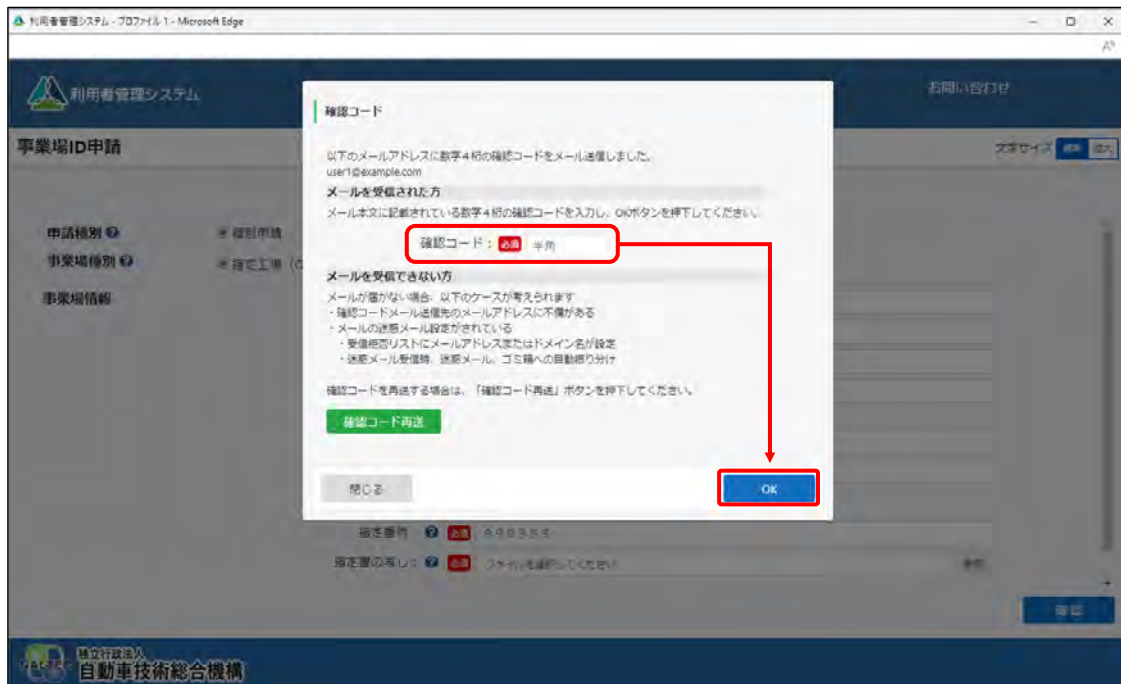 利用者管理システム - プロファイル 1 - Microsoft Edge
利用者管理システム
お問い合わせ
事業場ID申請
文字サイズ 標準 拡大
申請種別
個別申請
事業場種別
指定工場
事業場情報
確認コード
以下のメールアドレスに数字4桁の確認コードをメール送信しました。
user1@example.com
メールを受信された方
メール本文に記載されている数字4桁の確認コードを入力し、OKボタンを押下してください。
確認コード： 必須 半角
メールを受信できない方
メールが届かない場合、以下のケースが考えられます
・確認コードメール送信先のメールアドレスに不備がある
・メールの迷惑メール設定がされている
・受信拒否リストにメールアドレスまたはドメイン名が設定
・迷惑メール受信時、迷惑メール、ゴミ箱への自動振り分け
確認コードを再送する場合は、「確認コード再送」ボタンを押下してください。
確認コード再送
閉じる
OK
指定番号 必須
指定書の写し： 必須 ファイルを選択してください
参照
確認
NALTEC
独立行政法人
自動車技術総合機構